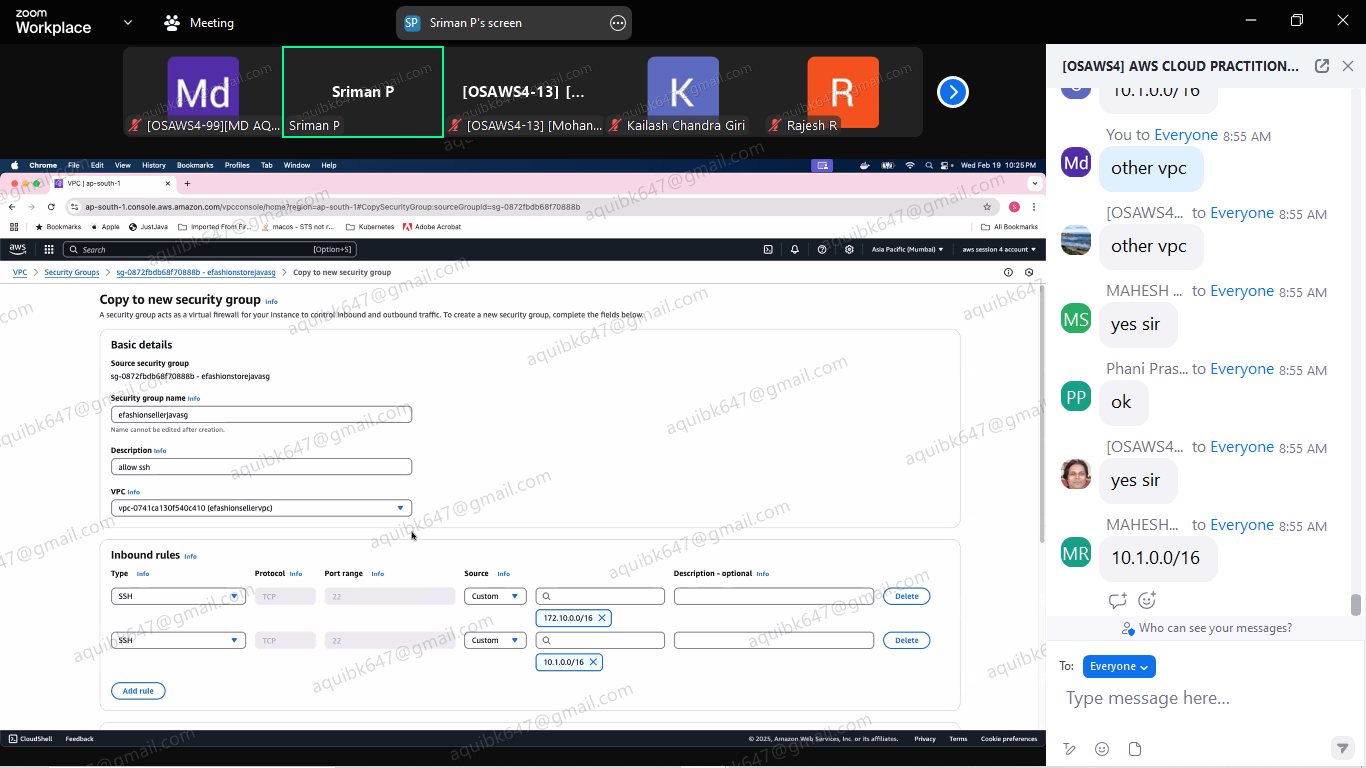 zoom
Workplace
Meeting
SP
Sriman P's screen
Md
Sriman P
[OSAWS4-13] [...
K
R
[OSAWS4-99][MD AQ...
Sriman P
[OSAWS4-13] [Mohan...
Kailash Chandra Giri
Rajesh R
Chrome File Edit View History Bookmarks Profiles Tab Window Help
Wed Feb 19 10:25 PM
VPC | ap-south-1
ap-south-1.console.aws.amazon.com/vpcconsole/home?region=ap-south-1#CopySecurityGroup:sourceGroupId=sg-0872fbdb68f70888b
S
Bookmarks
Apple
JustJava
Imported From Fir...
macos - STS not r...
Kubernetes
Adobe Acrobat
All Bookmarks
aws
Search
[Option+S]
Asia Pacific (Mumbai)
aws session 4 account
VPC
Security Groups
sg-0872fbdb68f70888b - efashionstorejavasg
Copy to new security group
Copy to new security group Info
A security group acts as a virtual firewall for your instance to control inbound and outbound traffic. To create a new security group, complete the fields below.
Basic details
Source security group
sg-0872fbdb68f70888b - efashionstorejavasg
Security group name Info
efashionsellerjavasg
Name cannot be edited after creation.
Description Info
allow ssh
VPC Info
vpc-0741ca130f540c410 (efashionsellervpc)
Inbound rules Info
Type Info
Protocol Info
Port range Info
Source Info
Description - optional Info
SSH
TCP
22
Custom
Delete
172.10.0.0/16
SSH
TCP
22
Custom
Delete
10.1.0.0/16
Add rule
CloudShell
Feedback
© 2025, Amazon Web Services, Inc. or its affiliates.
Privacy
Terms
Cookie preferences
aquibk647@gmail.com
[OSAWS4] AWS CLOUD PRACTITION...
10.1.0.0/16
You to Everyone 8:55 AM
Md
other vpc
[OSAWS4... to Everyone 8:55 AM
other vpc
MAHESH ... to Everyone 8:55 AM
MS
yes sir
Phani Pras... to Everyone 8:55 AM
PP
ok
[OSAWS4... to Everyone 8:55 AM
yes sir
MAHESH... to Everyone 8:55 AM
MR
10.1.0.0/16
Who can see your messages?
To: Everyone
Type message here...